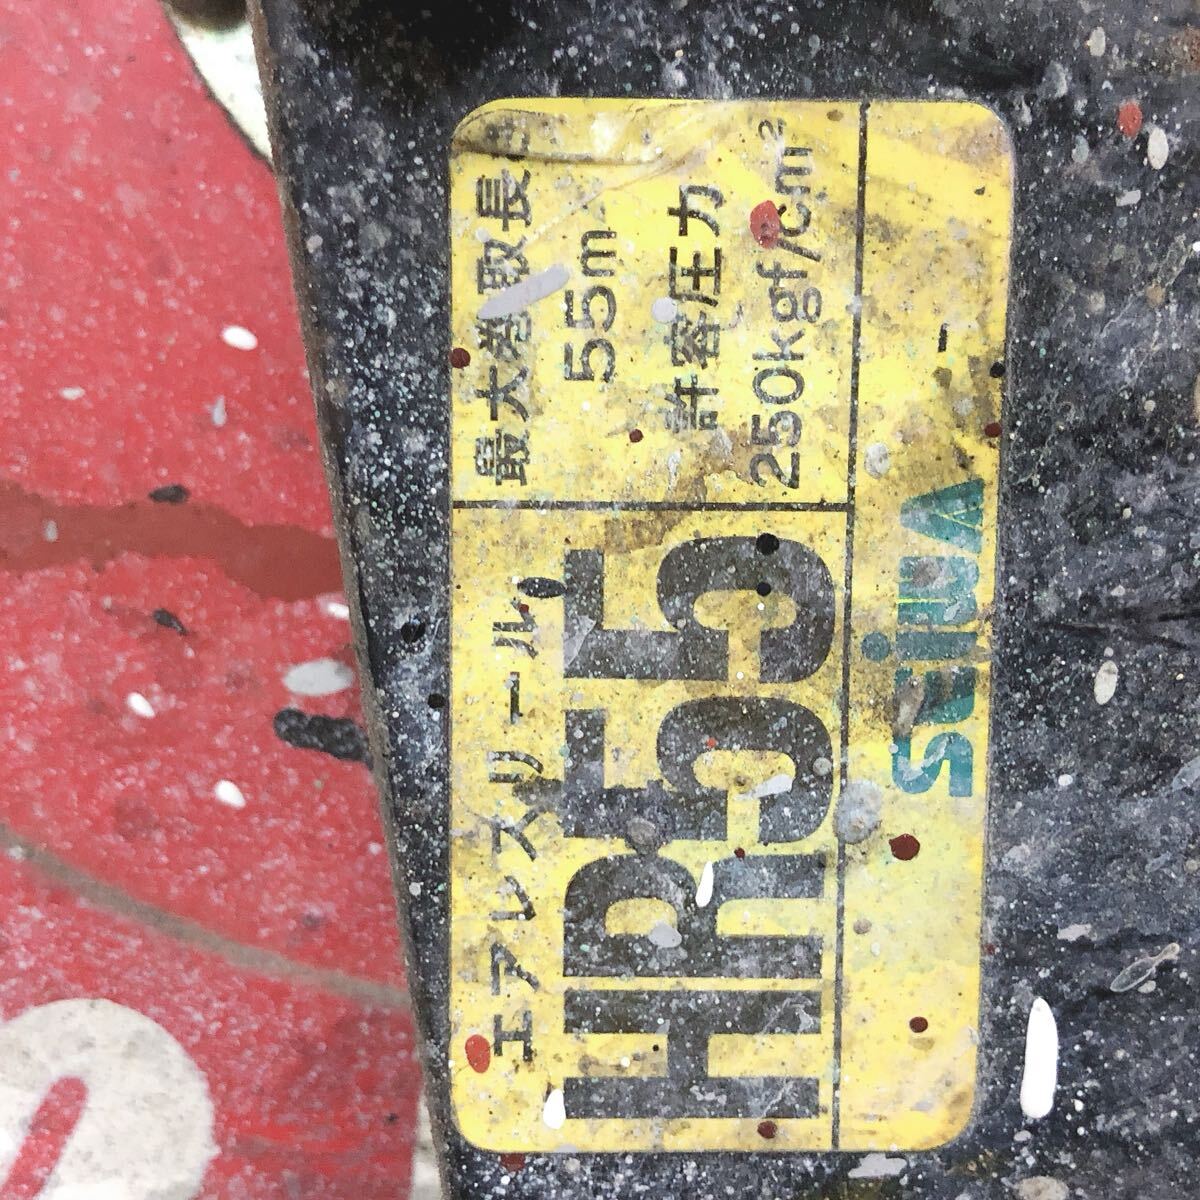 エアレスリール
HR55
最大巻取長さ
55m
許容圧力
250kgf/cm²
SEIWA